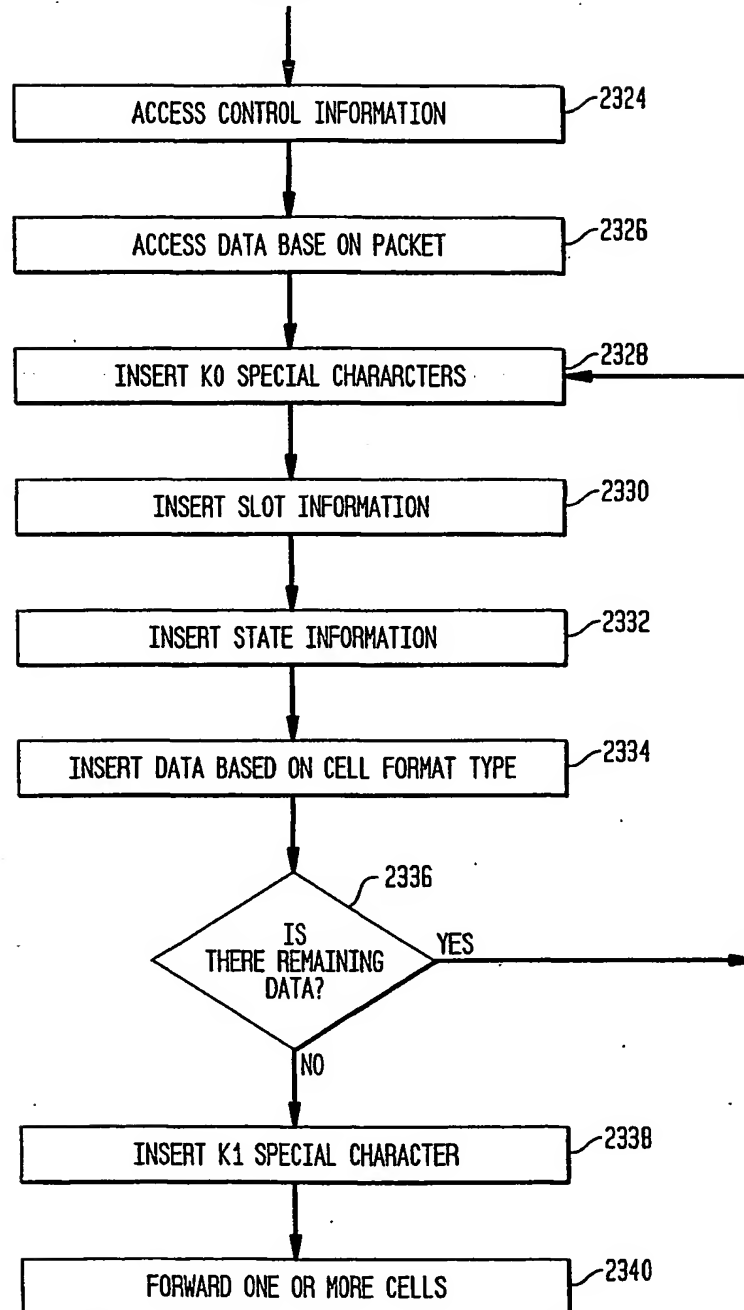 ACCESS CONTROL INFORMATION
2324
ACCESS DATA BASE ON PACKET
2326
INSERT K0 SPECIAL CHARARCTERS
2328
INSERT SLOT INFORMATION
2330
INSERT STATE INFORMATION
2332
INSERT DATA BASED ON CELL FORMAT TYPE
2334
2336
IS
THERE REMAINING
DATA?
YES
NO
INSERT K1 SPECIAL CHARACTER
2338
FORWARD ONE OR MORE CELLS
2340